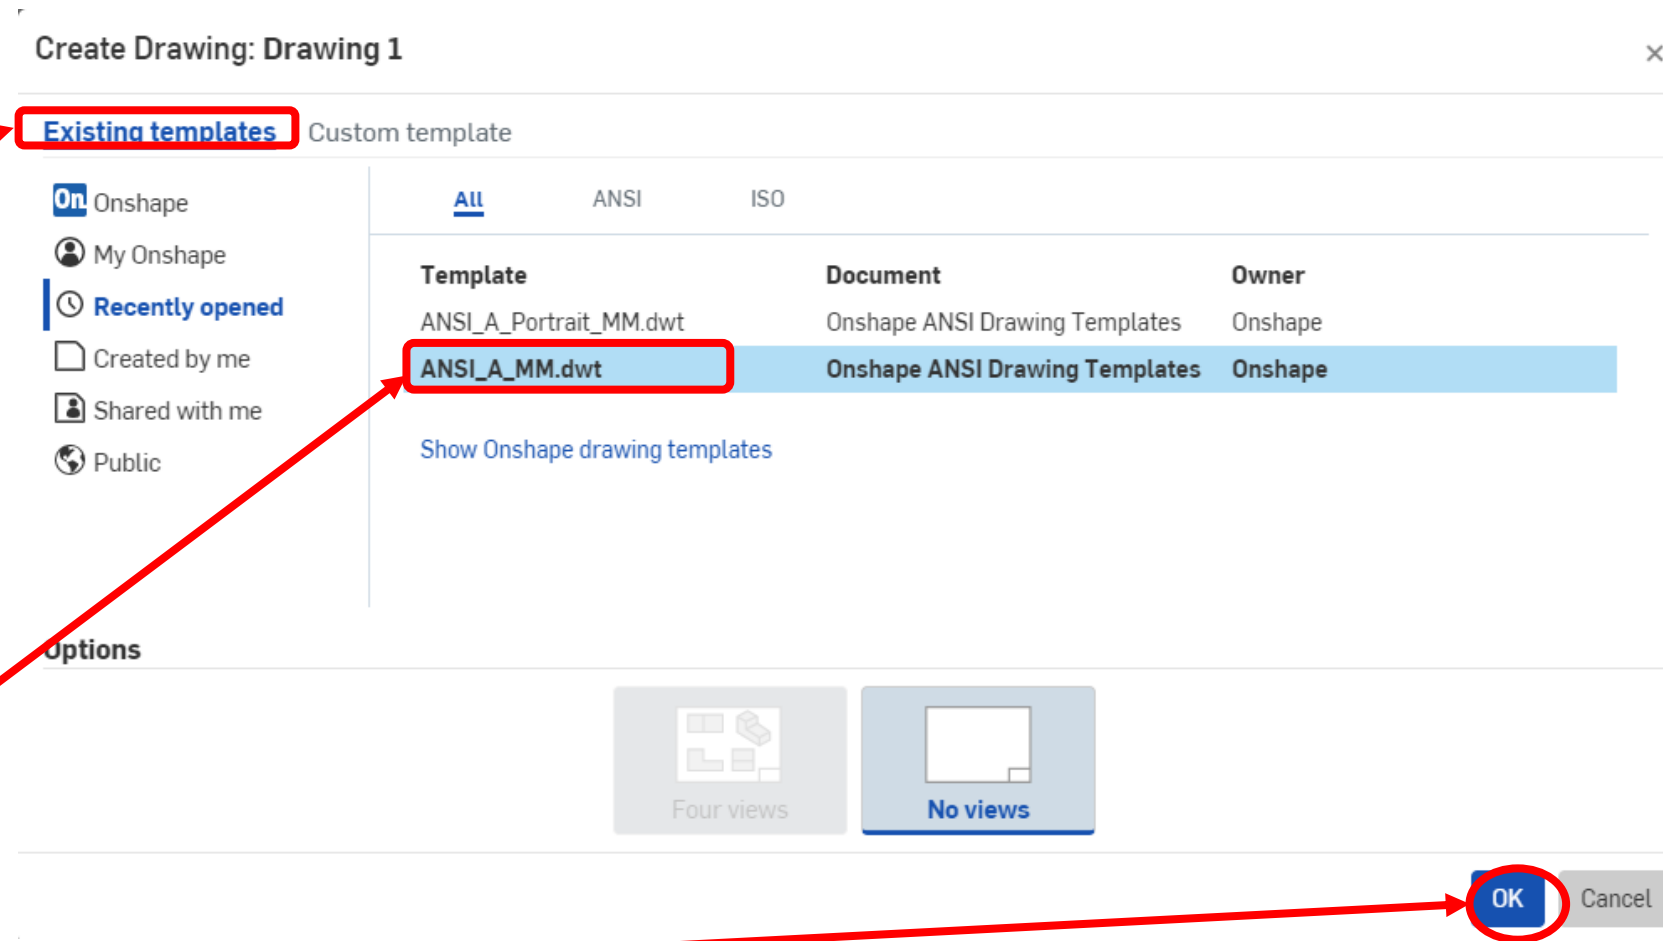 Create Drawing: Drawing 1
Existing templates Custom template
On Onshape
My Onshape
Recently opened
Created by me
Shared with me
Public
All ANSI ISO
Template Document Owner
ANSI_A_Portrait_MM.dwt Onshape ANSI Drawing Templates Onshape
ANSI_A_MM.dwt Onshape ANSI Drawing Templates Onshape
Show Onshape drawing templates
Options
Four views
No views
OK Cancel